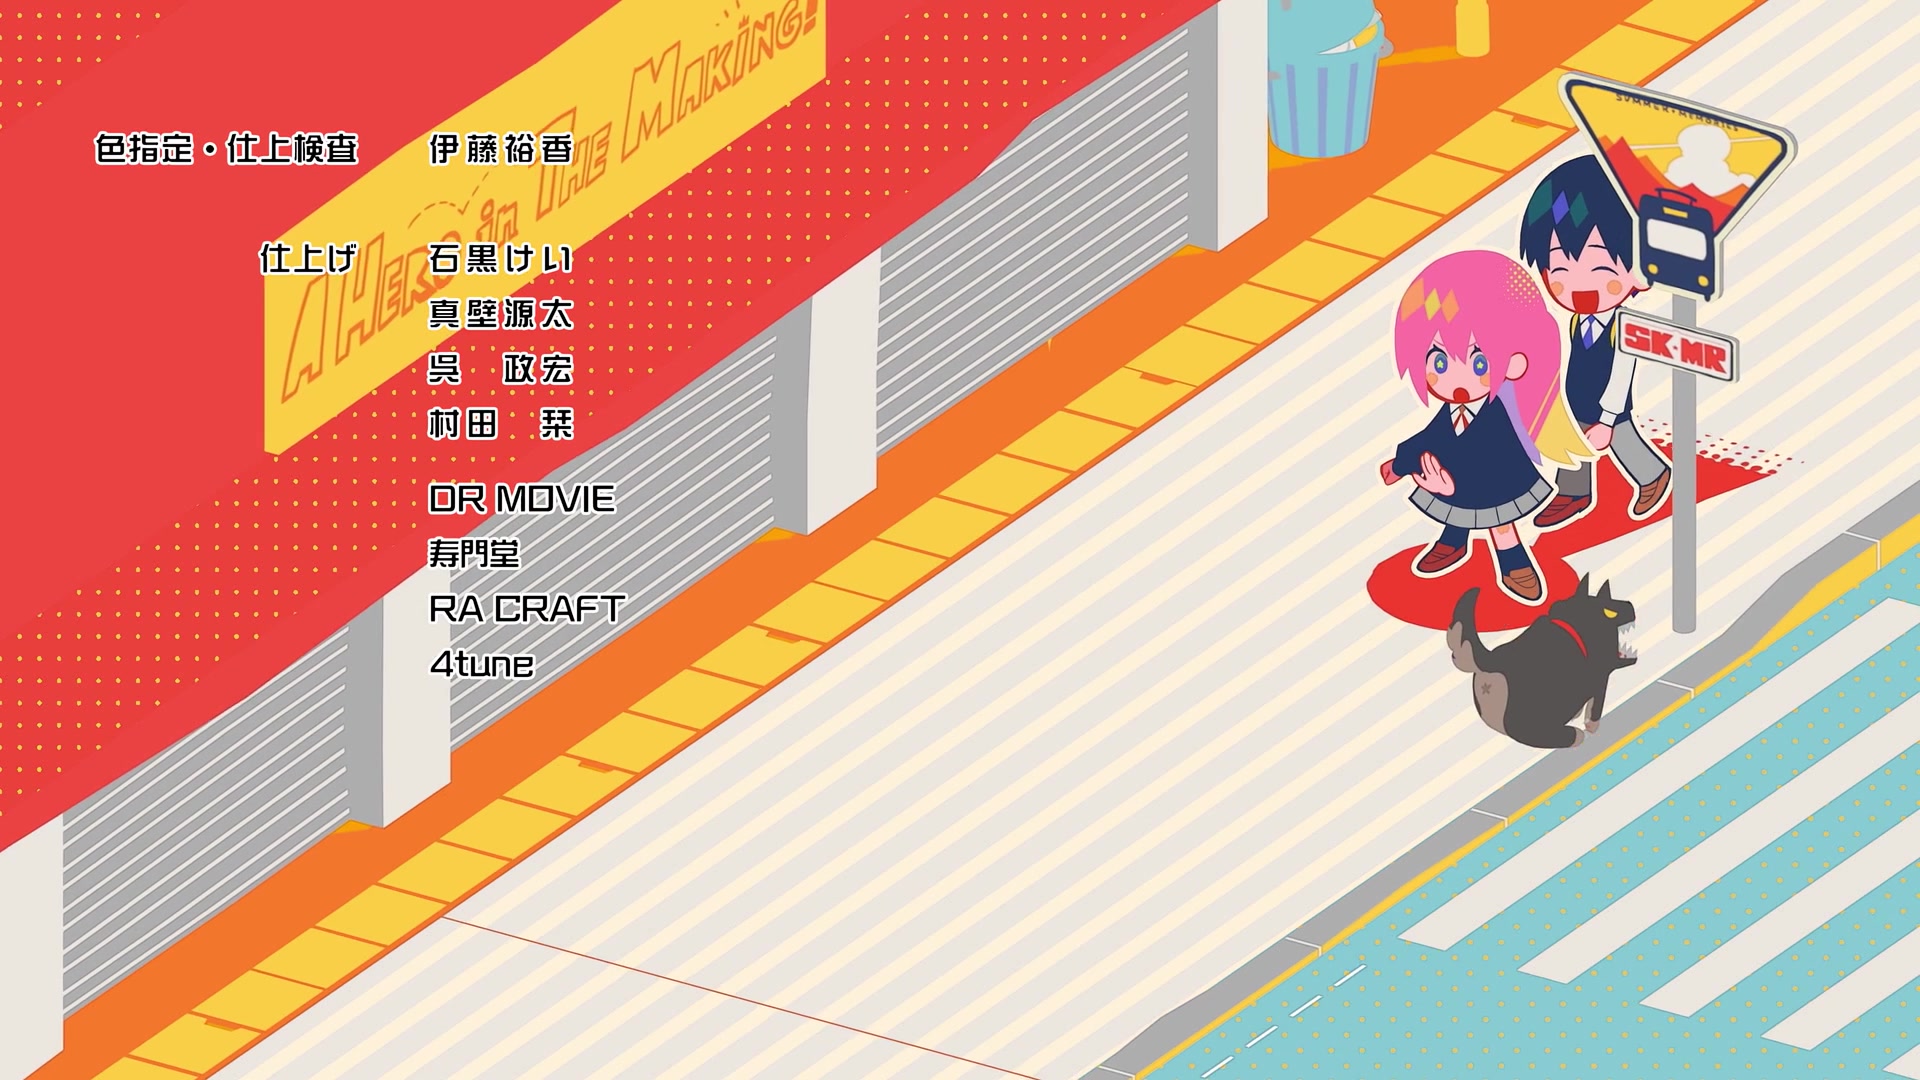 A HERO in THE MAKING!
色指定・仕上検査 伊藤裕香
仕上げ 石黒けい
真壁源太
呉 政宏
村田 栞
DR MOVIE
寿門堂
RA CRAFT
4tune
SUMMER・MEMORIES
SK・MR